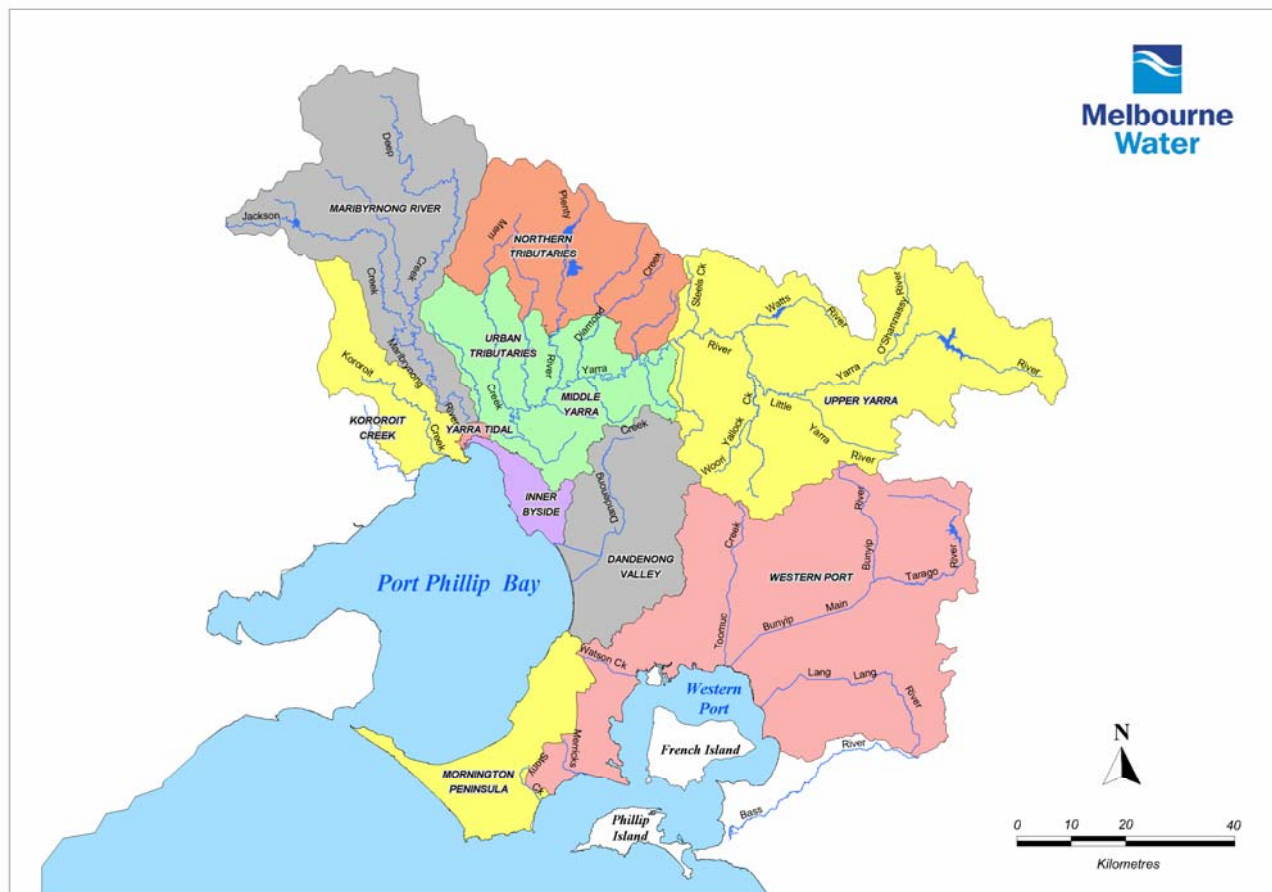 Melbourne
Water
Deep
Creek
MARIBYRNONG RIVER
Jackson
Creek
Maribrynong
River
Merri
Plenty
NORTHERN
TRIBUTARIES
Creek
Diamond
Steels Ck
Watts
River
O'Shannassy River
River
Yarra
River
UPPER YARRA
Little
Yarra
River
Woori Yallock Ck
URBAN
TRIBUTARIES
River
Creek
Yarra
MIDDLE
YARRA
Kororoit
Creek
KOROROIT
CREEK
YARRA TIDAL
Creek
Dandenong
INNER
BYSIDE
DANDENONG
VALLEY
Port Phillip Bay
WESTERN PORT
River
Bunyip
Tarago
River
Bunyip Main
Creek
Toomuc
Watson Ck
Lang Lang
River
Western
Port
River
Bass
French Island
Merricks
Stony
Ck
MORNINGTON
PENINSULA
Phillip
Island
N
0 10 20 40
Kilometres